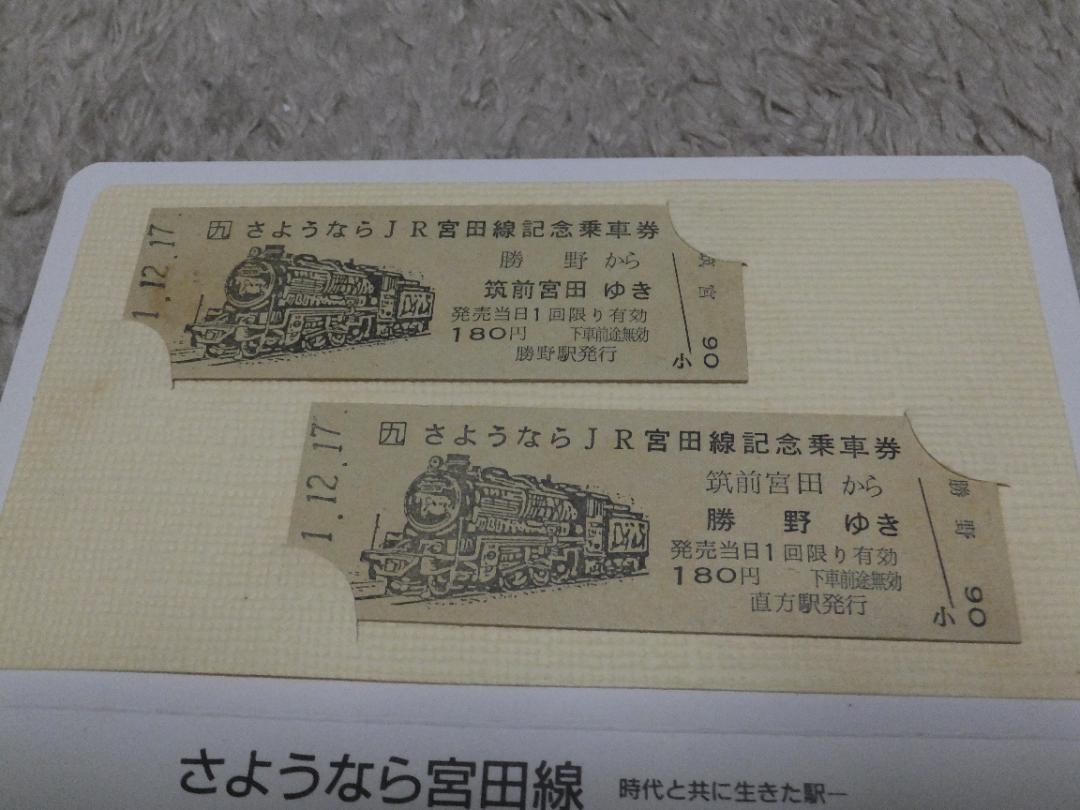 1.12.17
九 さようならJR宮田線記念乗車券
勝野から
筑前宮田 ゆき
発売当日1回限り有効
180円 下車前途無効
勝野駅発行
小 90
1.12.17
九 さようならJR宮田線記念乗車券
筑前宮田から
勝野 ゆき
発売当日1回限り有効
180円 下車前途無効
直方駅発行
勝野
小 90
さようなら宮田線 時代と共に生きた駅―